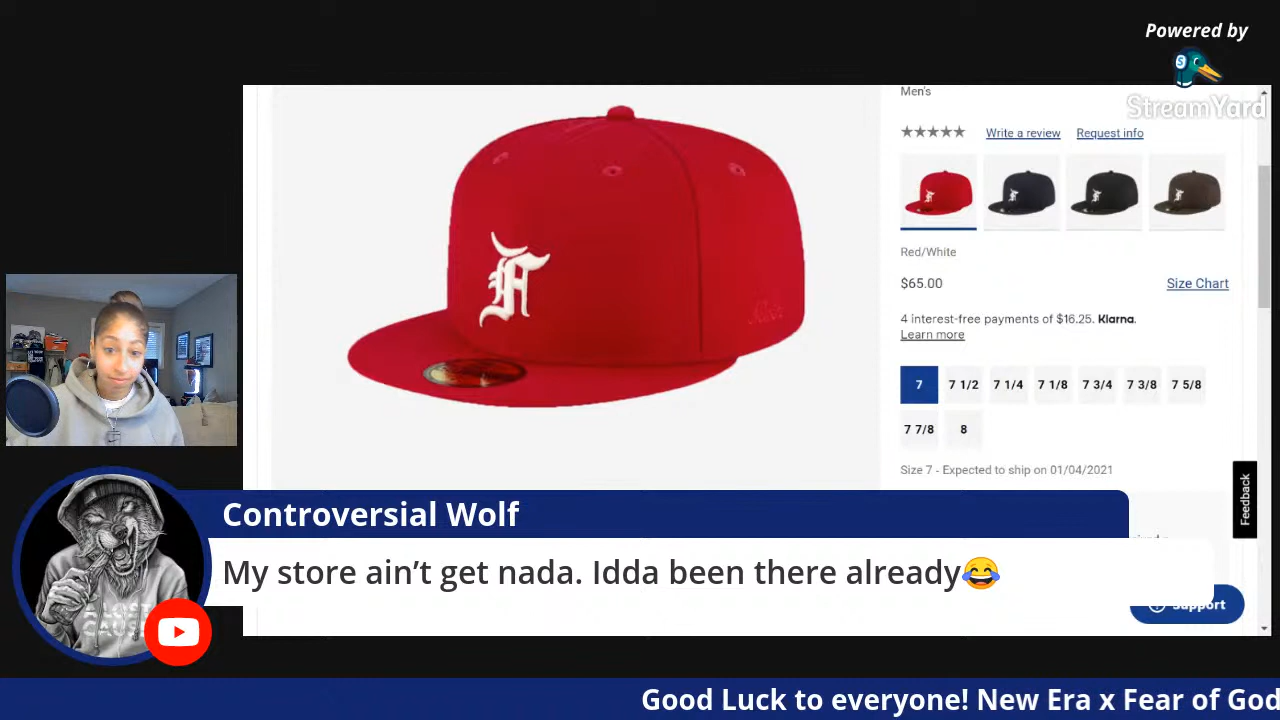 Powered by
StreamYard
Men's
Write a review
Request info
Red/White
$65.00
Size Chart
4 interest-free payments of $16.25. Klarna.
Learn more
7
7 1/2
7 1/4
7 1/8
7 3/4
7 3/8
7 5/8
7 7/8
8
Size 7 - Expected to ship on 01/04/2021
Feedback
Controversial Wolf
My store ain’t get nada. Idda been there already😂
Support
Good Luck to everyone! New Era x Fear of God